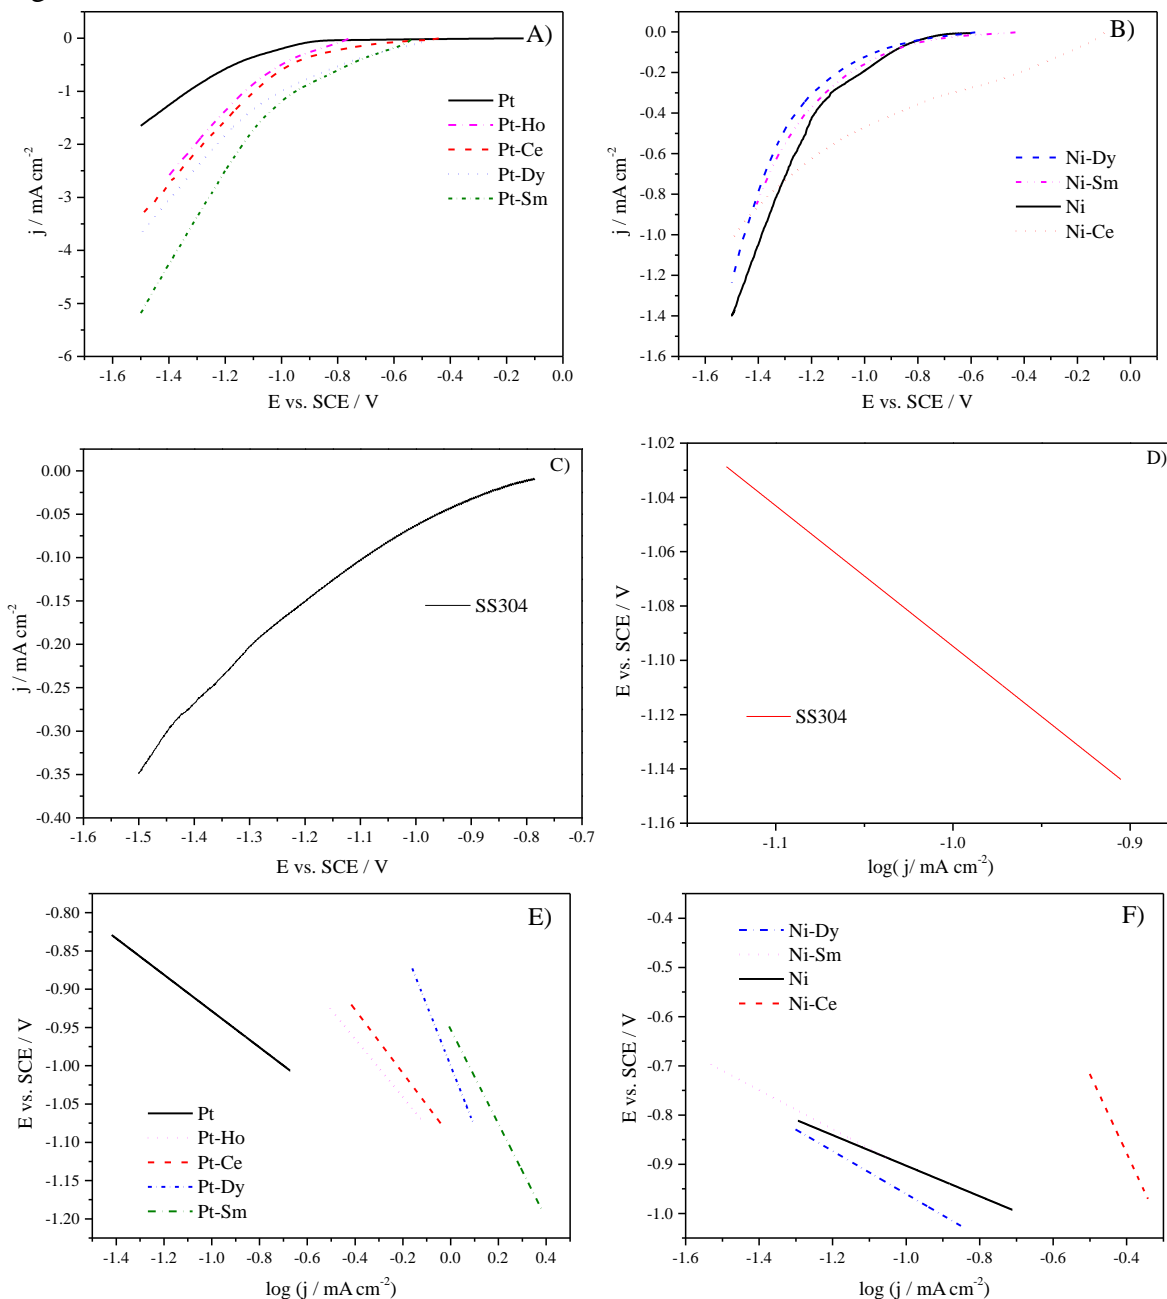 A)
0
-1
-2
-3
-4
-5
-6
j / mA cm-2
Pt
Pt-Ho
Pt-Ce
Pt-Dy
Pt-Sm
-1.6 -1.4 -1.2 -1.0 -0.8 -0.6 -0.4 -0.2 0.0
E vs. SCE / V
B)
0.0
-0.2
-0.4
-0.6
-0.8
-1.0
-1.2
-1.4
-1.6
j / mA cm-2
Ni-Dy
Ni-Sm
Ni
Ni-Ce
-1.6 -1.4 -1.2 -1.0 -0.8 -0.6 -0.4 -0.2 0.0
E vs. SCE / V
C)
0.00
-0.05
-0.10
-0.15
-0.20
-0.25
-0.30
-0.35
-0.40
j / mA cm-2
SS304
-1.6 -1.5 -1.4 -1.3 -1.2 -1.1 -1.0 -0.9 -0.8 -0.7
E vs. SCE / V
D)
-1.02
-1.04
-1.06
-1.08
-1.10
-1.12
-1.14
-1.16
E vs. SCE / V
SS304
-1.1 -1.0 -0.9
log( j/ mA cm-2)
E)
-0.80
-0.85
-0.90
-0.95
-1.00
-1.05
-1.10
-1.15
-1.20
E vs. SCE / V
Pt
Pt-Ho
Pt-Ce
Pt-Dy
Pt-Sm
-1.4 -1.2 -1.0 -0.8 -0.6 -0.4 -0.2 0.0 0.2 0.4
log (j / mA cm-2)
F)
-0.4
-0.5
-0.6
-0.7
-0.8
-0.9
-1.0
E vs. SCE / V
Ni-Dy
Ni-Sm
Ni
Ni-Ce
-1.6 -1.4 -1.2 -1.0 -0.8 -0.6 -0.4
log (j / mA cm-2)